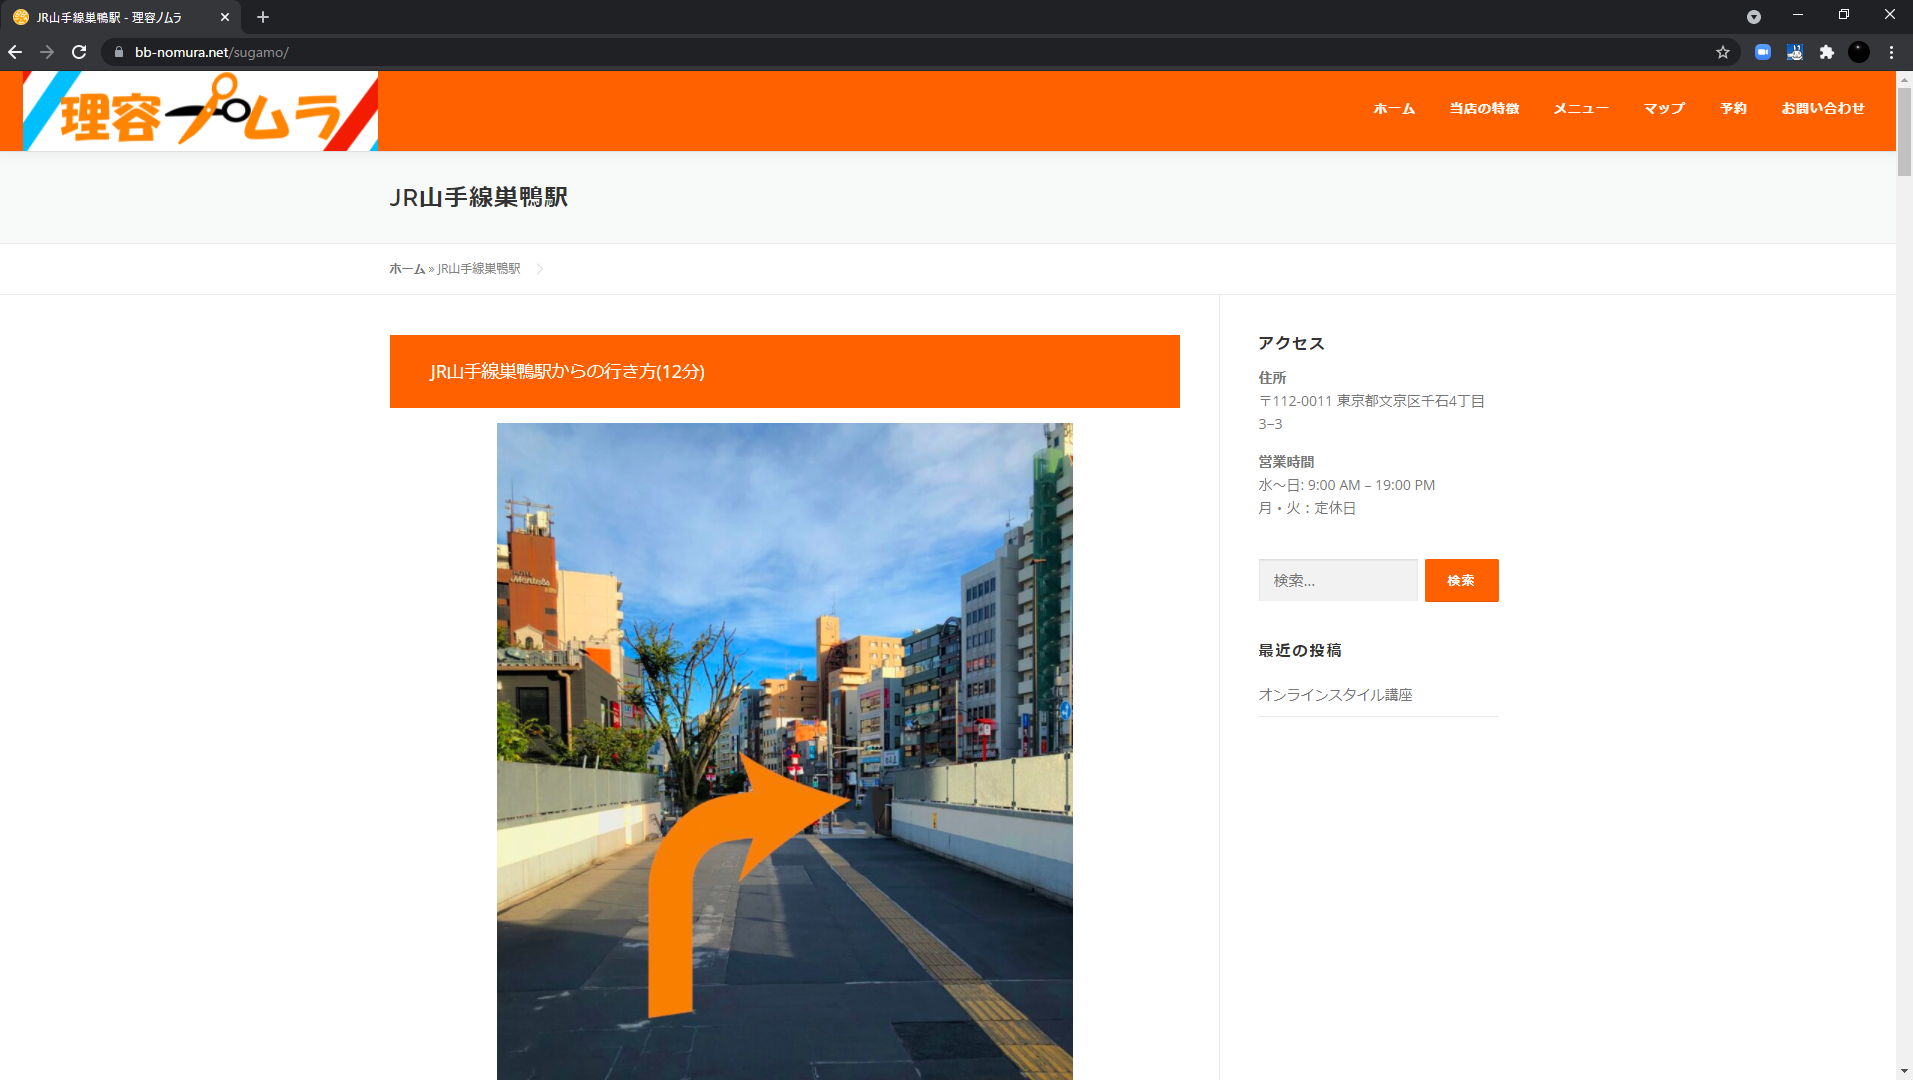 JR山手線巣鴨駅 - 理容ノムラ
bb-nomura.net/sugamo/
理容ノムラ
ホーム 当店の特徴 メニュー マップ 予約 お問い合わせ
JR山手線巣鴨駅
ホーム » JR山手線巣鴨駅
JR山手線巣鴨駅からの行き方(12分)
アクセス
住所
〒112-0011 東京都文京区千石4丁目
3−3
営業時間
水〜日: 9:00 AM – 19:00 PM
月・火：定休日
検索...
検索
最近の投稿
オンラインスタイル講座